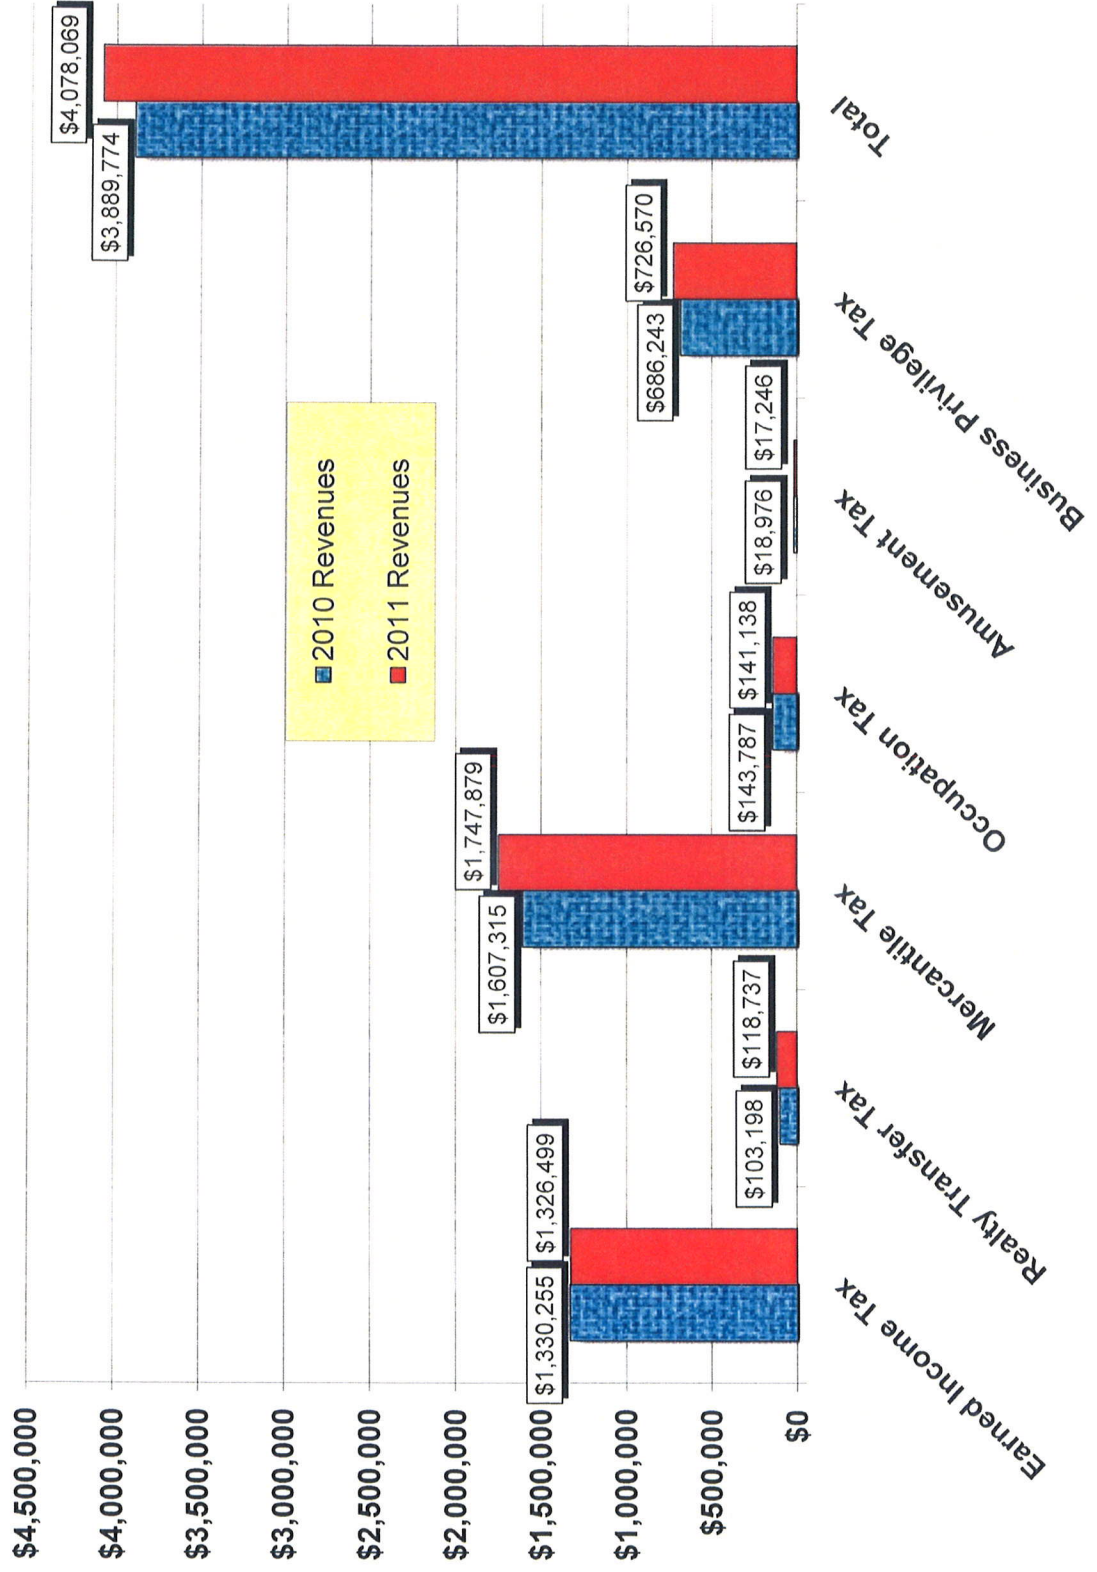 $4,500,000
$4,000,000
$3,500,000
$3,000,000
$2,500,000
$2,000,000
$1,500,000
$1,000,000
$500,000
$0
$1,330,255
$1,326,499
$103,198
$118,737
$1,607,315
$1,747,879
$143,787
$141,138
$18,976
$17,246
$686,243
$726,570
$3,889,774
$4,078,069
2010 Revenues
2011 Revenues
Earned Income Tax
Realty Transfer Tax
Mercantile Tax
Occupation Tax
Amusement Tax
Business Privilege Tax
Total